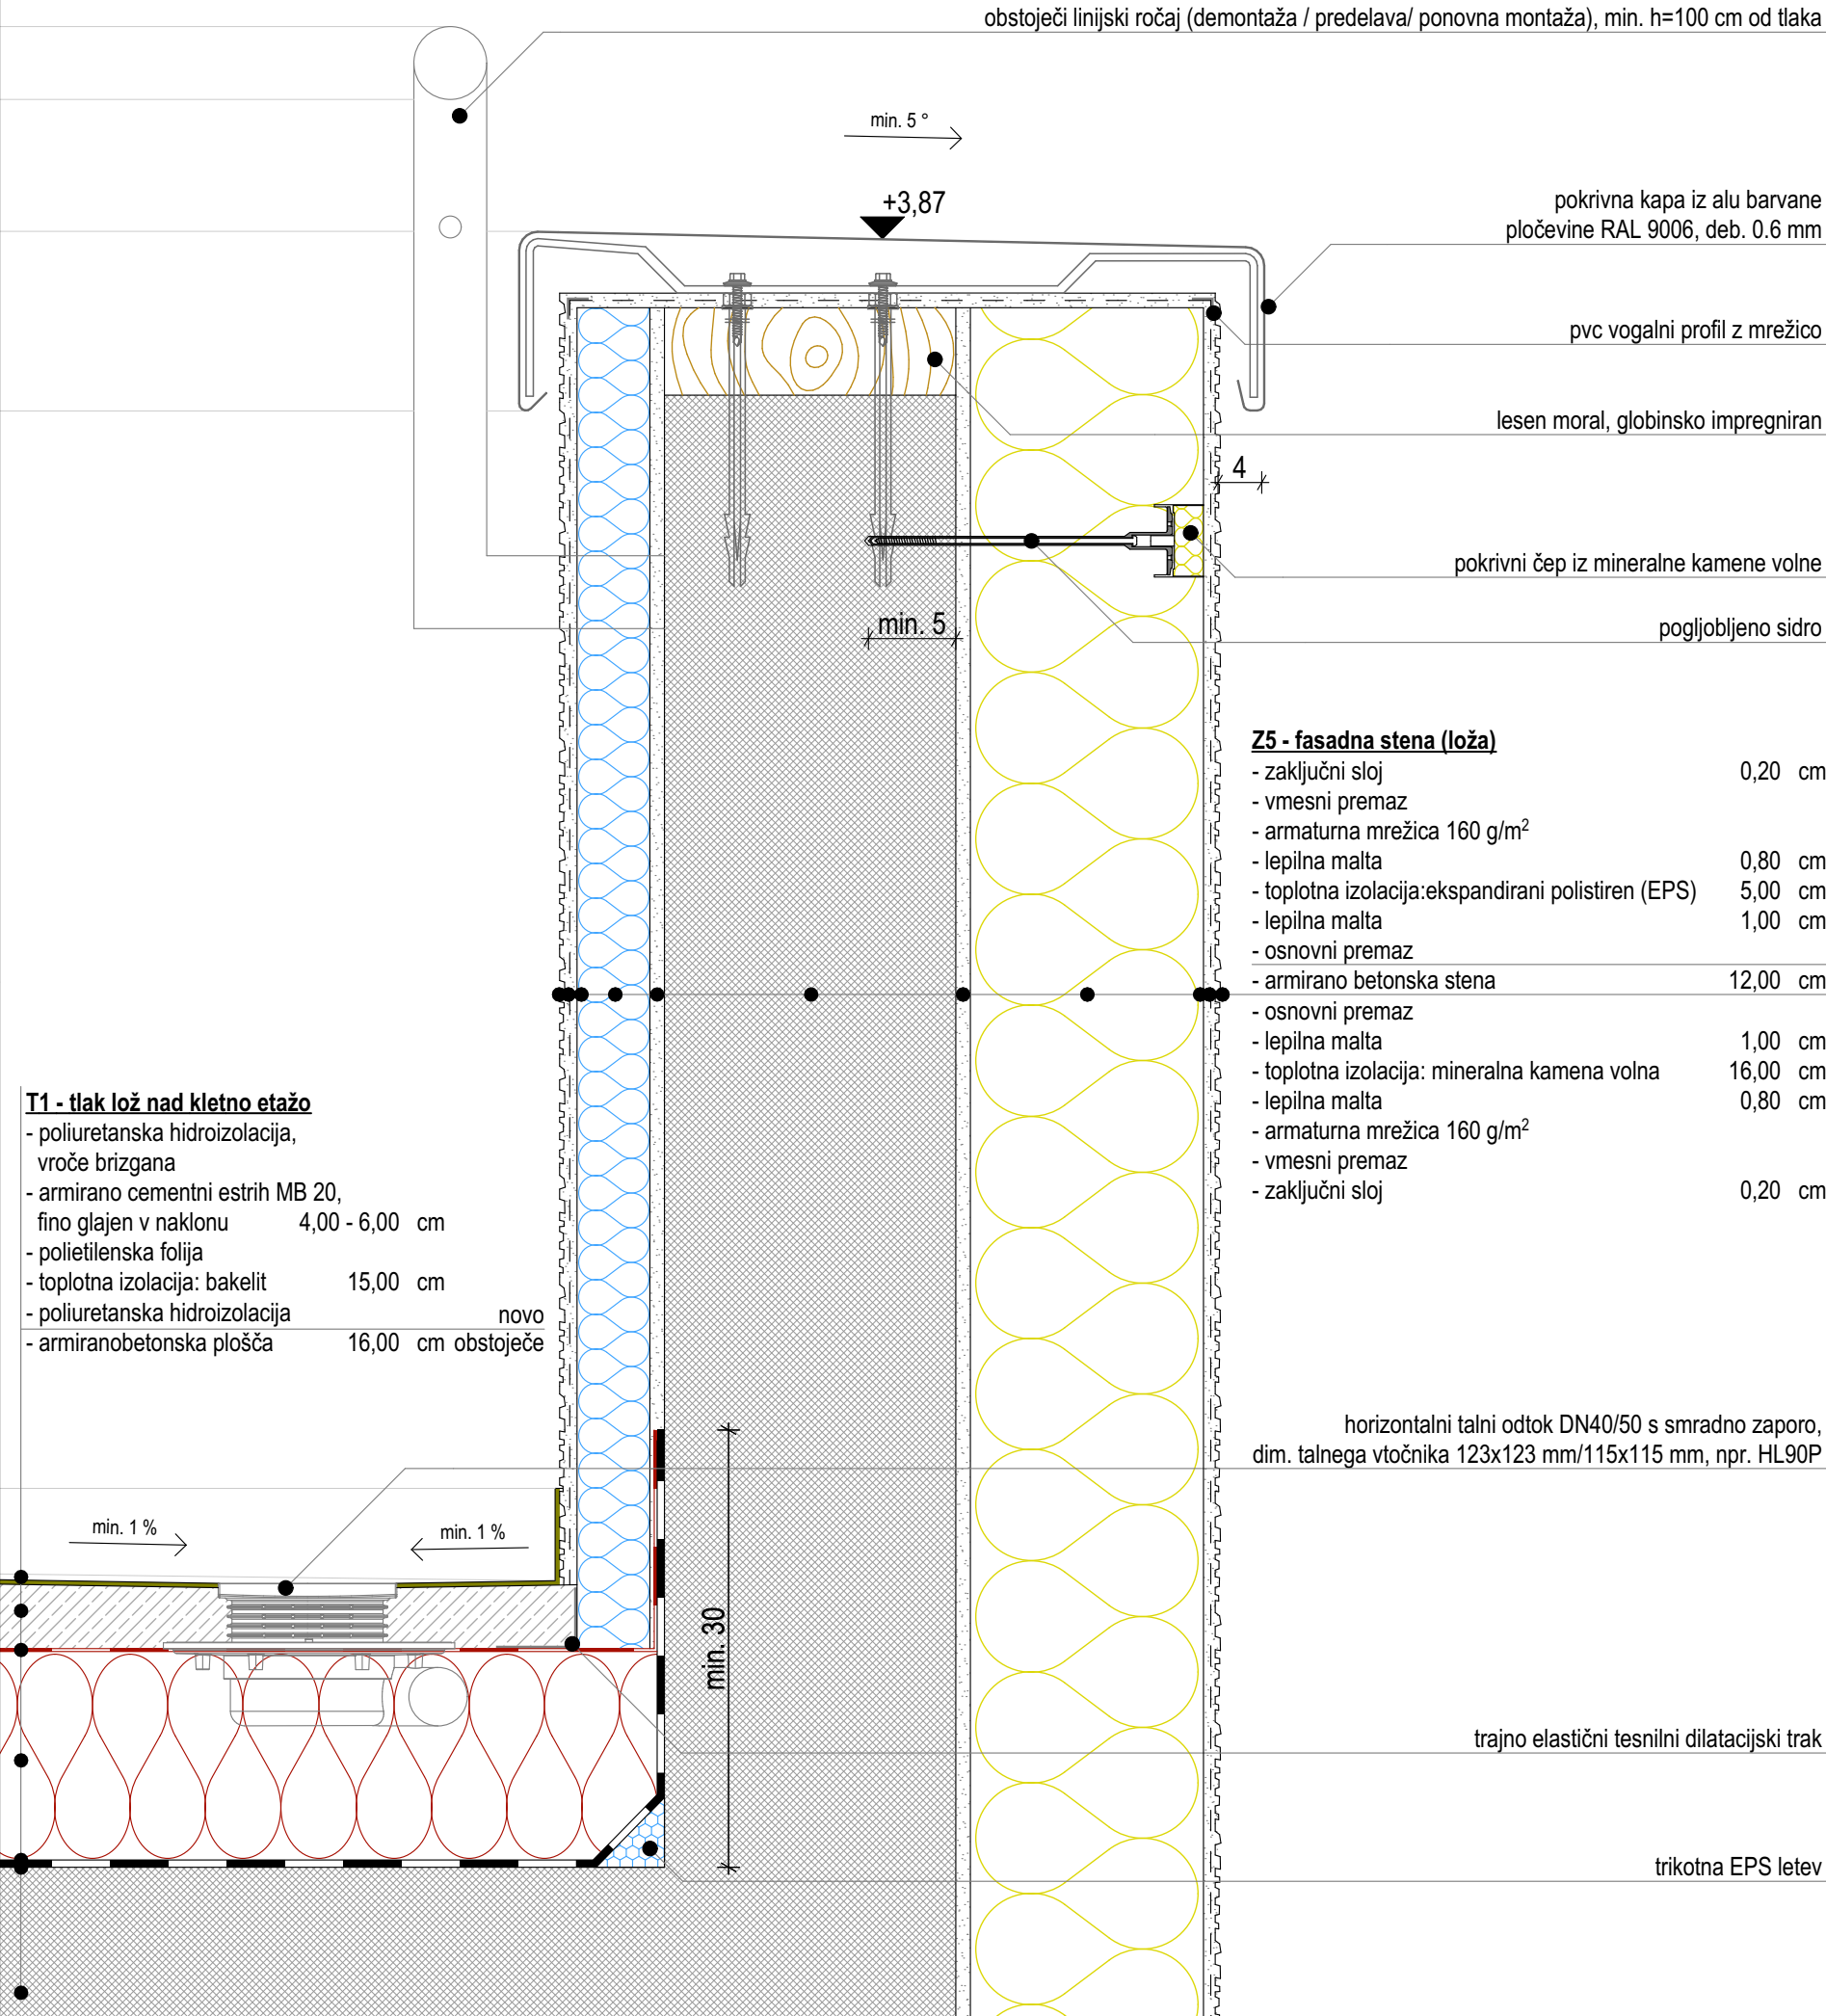 obstoječi linijski ročaj (demontaža / predelava/ ponovna montaža), min. h=100 cm od tlaka
min. 5 °
+3,87
pokrivna kapa iz alu barvane
pločevine RAL 9006, deb. 0.6 mm
pvc vogalni profil z mrežico
lesen moral, globinsko impregniran
4
pokrivni čep iz mineralne kamene volne
min. 5
pogljobljeno sidro
Z5 - fasadna stena (loža)
- zaključni sloj 0,20 cm
- vmesni premaz
- armaturna mrežica 160 g/m²
- lepilna malta 0,80 cm
- toplotna izolacija:ekspandirani polistiren (EPS) 5,00 cm
- lepilna malta 1,00 cm
- osnovni premaz
- armirano betonska stena 12,00 cm
- osnovni premaz
- lepilna malta 1,00 cm
- toplotna izolacija: mineralna kamena volna 16,00 cm
- lepilna malta 0,80 cm
- armaturna mrežica 160 g/m²
- vmesni premaz
- zaključni sloj 0,20 cm
T1 - tlak lož nad kletno etažo
- poliuretanska hidroizolacija,
vroče brizgana
- armirano cementni estrih MB 20,
fino glajen v naklonu 4,00 - 6,00 cm
- polietilenska folija
- toplotna izolacija: bakelit 15,00 cm
- poliuretanska hidroizolacija novo
- armiranobetonska plošča 16,00 cm obstoječe
horizontalni talni odtok DN40/50 s smradno zaporo,
dim. talnega vtočnika 123x123 mm/115x115 mm, npr. HL90P
min. 1 %
min. 1 %
min. 30
trajno elastični tesnilni dilatacijski trak
trikotna EPS letev